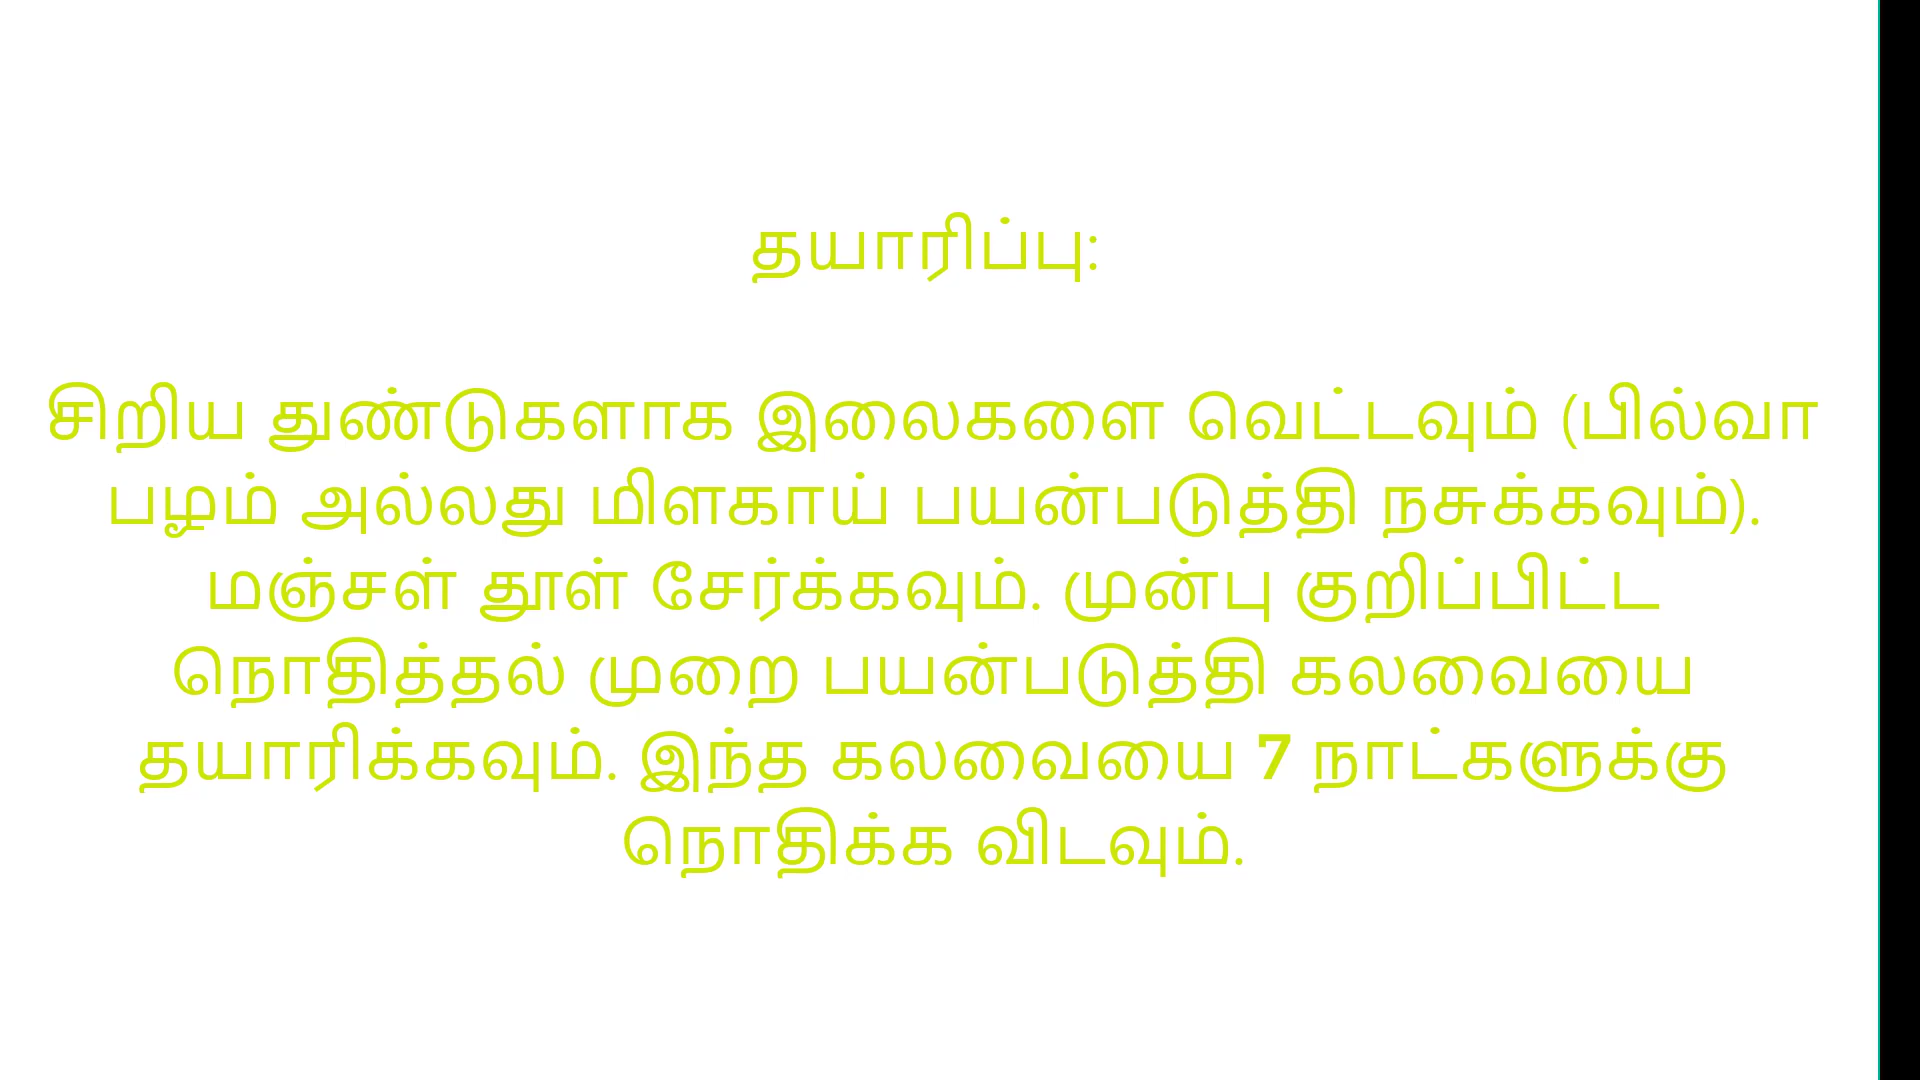 தயாரிப்பு:
சிறிய துண்டுகளாக இலைகளை வெட்டவும் (பில்வா
பழம் அல்லது மிளகாய் பயன்படுத்தி நசுக்கவும்).
மஞ்சள் தூள் சேர்க்கவும். முன்பு குறிப்பிட்ட
நொதித்தல் முறை பயன்படுத்தி கலவையை
தயாரிக்கவும். இந்த கலவையை 7 நாட்களுக்கு
நொதிக்க விடவும்.